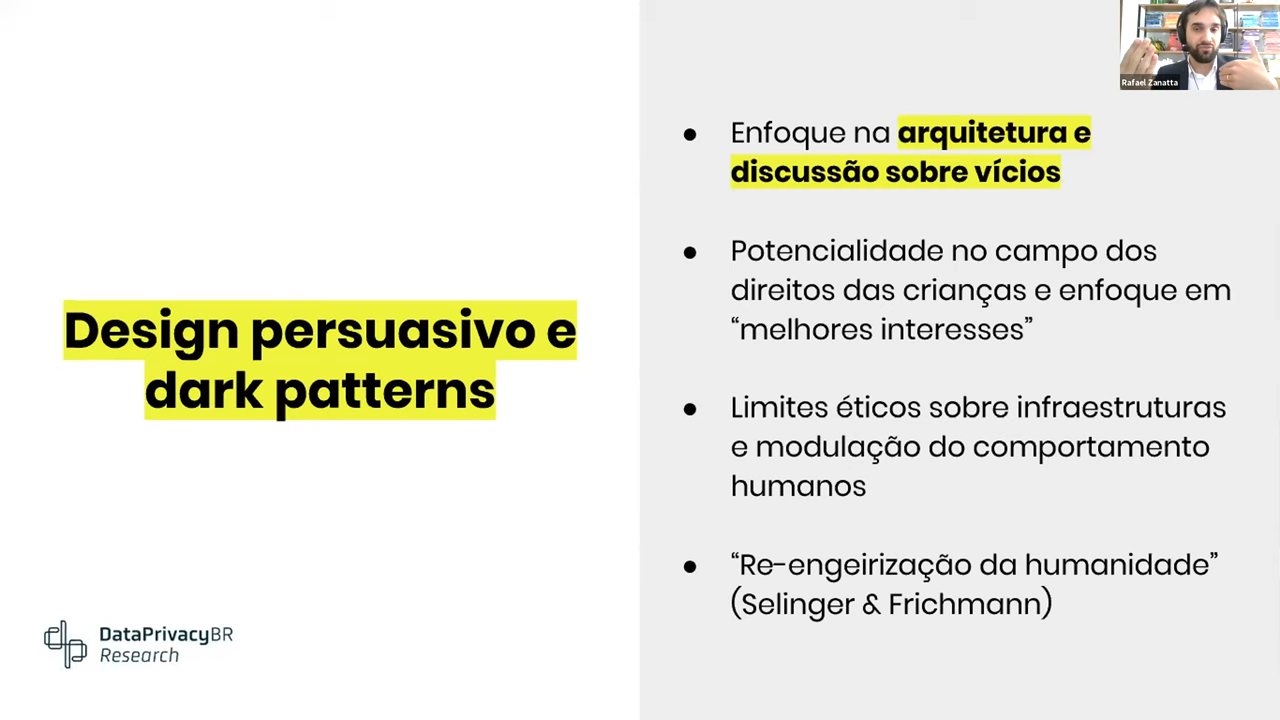 Rafael Zanatta
Design persuasivo e
dark patterns
DataPrivacyBR
Research
● Enfoque na arquitetura e
discussão sobre vícios
● Potencialidade no campo dos
direitos das crianças e enfoque em
“melhores interesses”
● Limites éticos sobre infraestruturas
e modulação do comportamento
humanos
● “Re-engeirização da humanidade”
(Selinger & Frichmann)